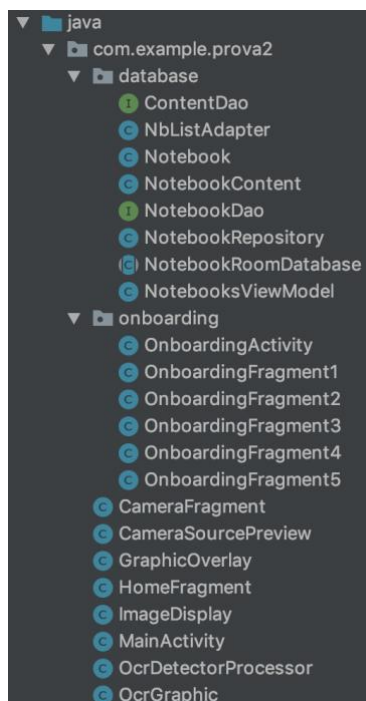 java
com.example.prova2
database
ContentDao
NbListAdapter
Notebook
NotebookContent
NotebookDao
NotebookRepository
NotebookRoomDatabase
NotebooksViewModel
onboarding
OnboardingActivity
OnboardingFragment1
OnboardingFragment2
OnboardingFragment3
OnboardingFragment4
OnboardingFragment5
CameraFragment
CameraSourcePreview
GraphicOverlay
HomeFragment
ImageDisplay
MainActivity
OcrDetectorProcessor
OcrGraphic